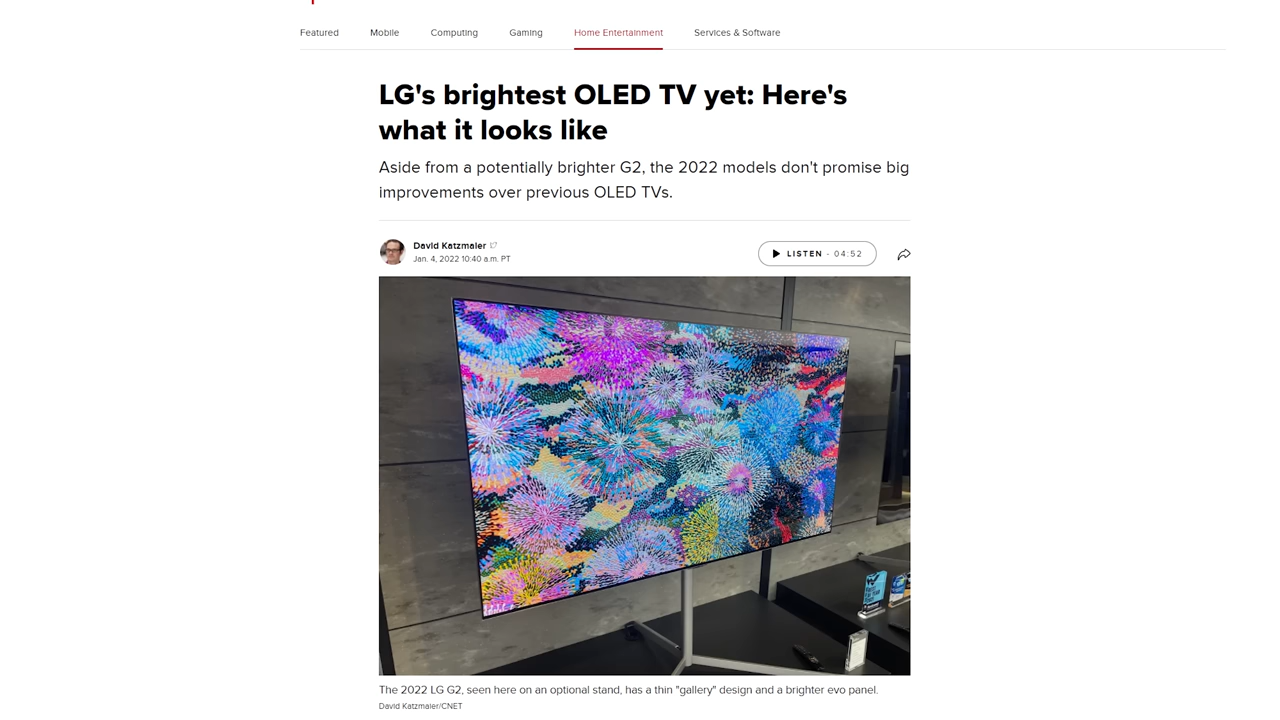 Featured
Mobile
Computing
Gaming
Home Entertainment
Services & Software
LG's brightest OLED TV yet: Here's
what it looks like
Aside from a potentially brighter G2, the 2022 models don't promise big
improvements over previous OLED TVs.
David Katzmaier
Jan. 4, 2022 10:40 a.m. PT
LISTEN - 04:52
The 2022 LG G2, seen here on an optional stand, has a thin "gallery" design and a brighter evo panel.
David Katzmaier/CNET